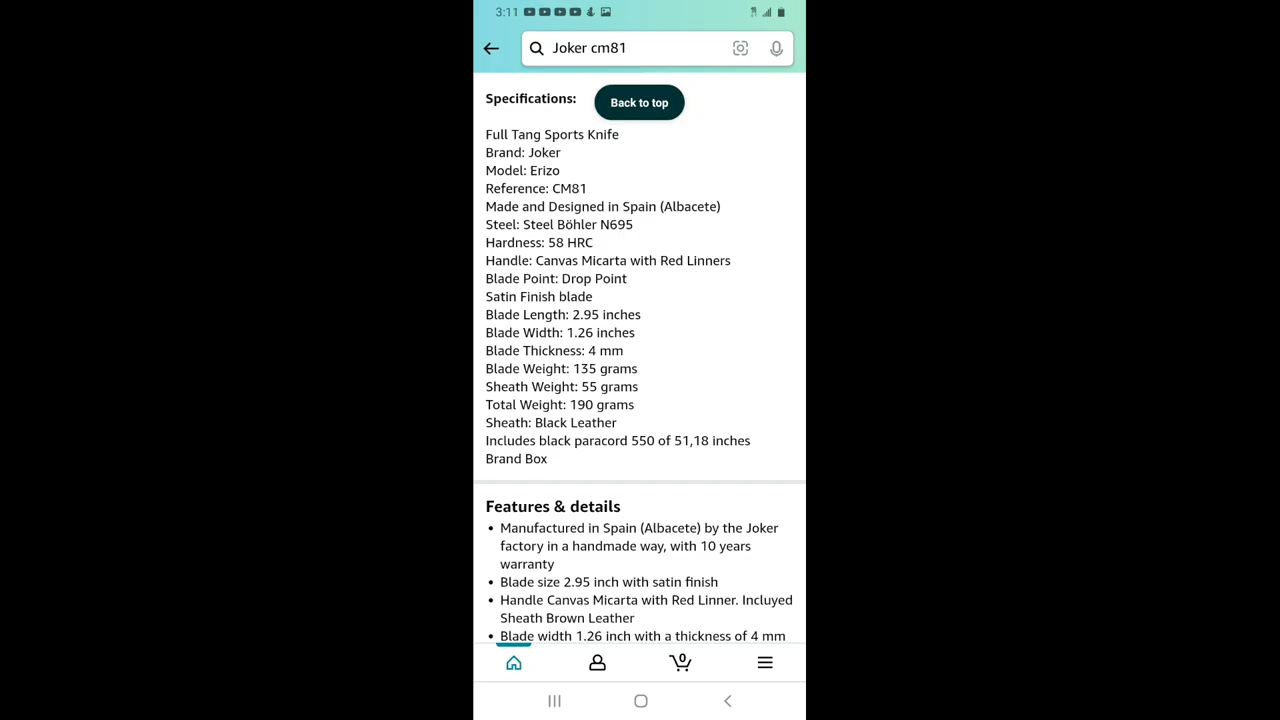 3:11
Joker cm81
Specifications:
Back to top
Full Tang Sports Knife
Brand: Joker
Model: Erizo
Reference: CM81
Made and Designed in Spain (Albacete)
Steel: Steel Böhler N695
Hardness: 58 HRC
Handle: Canvas Micarta with Red Linners
Blade Point: Drop Point
Satin Finish blade
Blade Length: 2.95 inches
Blade Width: 1.26 inches
Blade Thickness: 4 mm
Blade Weight: 135 grams
Sheath Weight: 55 grams
Total Weight: 190 grams
Sheath: Black Leather
Includes black paracord 550 of 51,18 inches
Brand Box
Features & details
• Manufactured in Spain (Albacete) by the Joker
factory in a handmade way, with 10 years
warranty
• Blade size 2.95 inch with satin finish
• Handle Canvas Micarta with Red Linner. Incluyed
Sheath Brown Leather
• Blade width 1.26 inch with a thickness of 4 mm
0